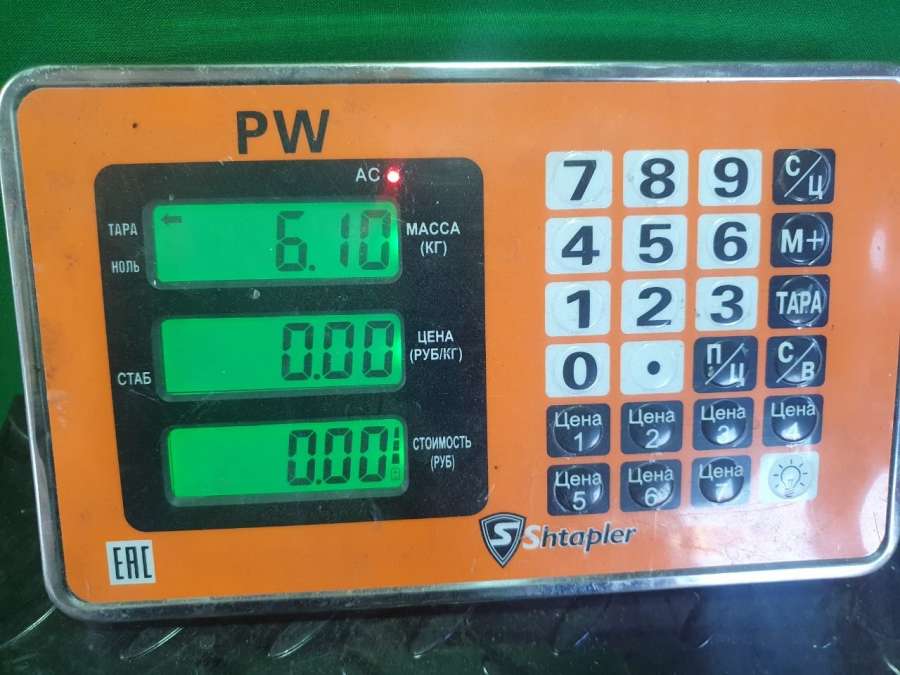 PW
AC
ТАРА
НОЛЬ
6.10
МАССА
(КГ)
0.00
ЦЕНА
(РУБ/КГ)
СТАБ
0.00
СТОИМОСТЬ
(РУБ)
7 8 9 С/Ц
4 5 6 М+
1 2 3 ТАРА
0 . П/Ц С/В
Цена 1 Цена 2 Цена 3 Цена 4
Цена 5 Цена 6 Цена 7
S Shtapler
EAC